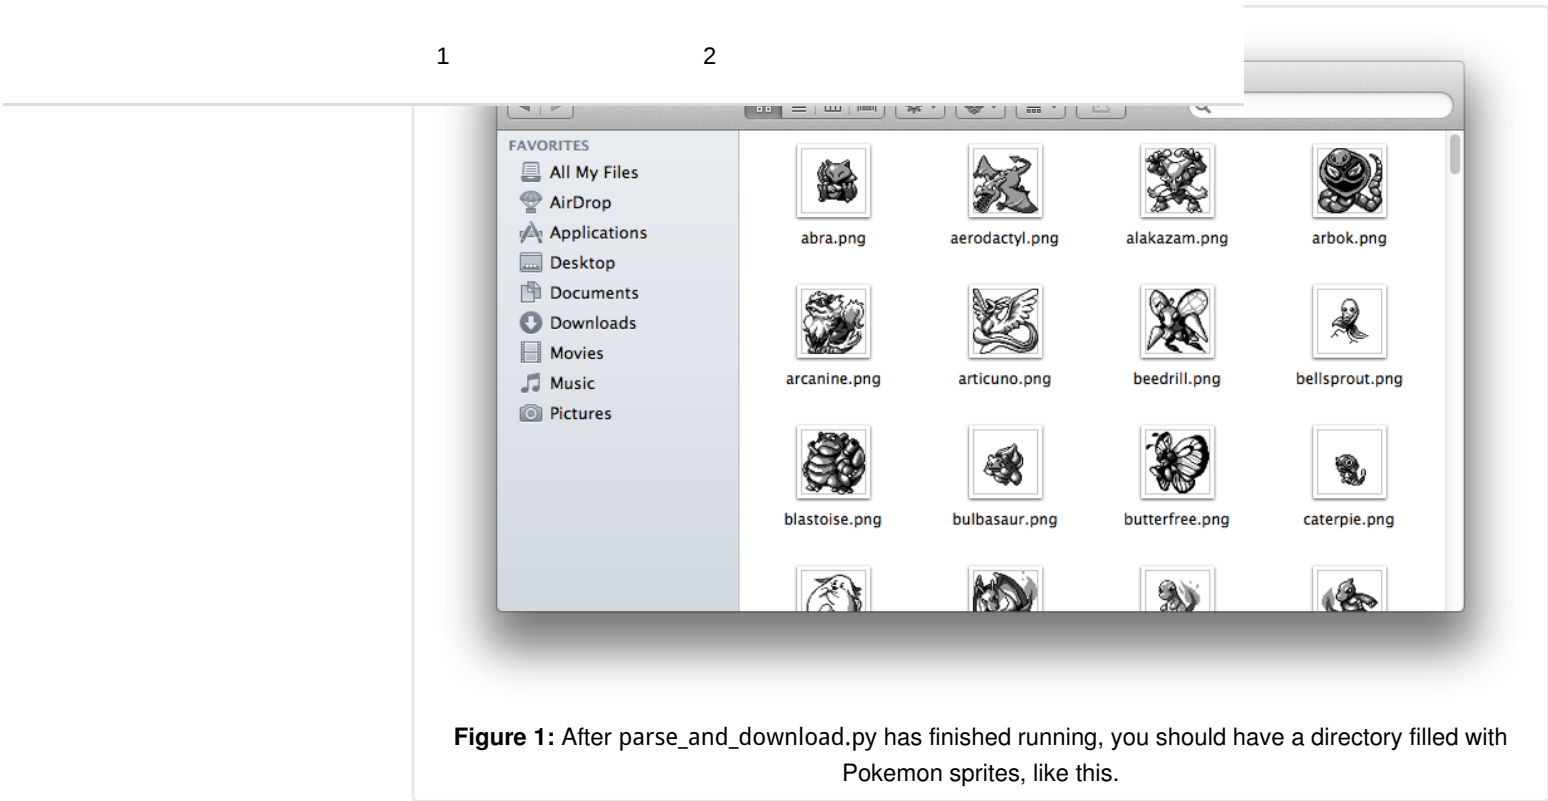 1 2
FAVORITES
All My Files
AirDrop
Applications
Desktop
Documents
Downloads
Movies
Music
Pictures
abra.png aerodactyl.png alakazam.png arbok.png
arcanine.png articuno.png beedrill.png bellsprout.png
blastoise.png bulbasaur.png butterfree.png caterpie.png
Figure 1: After parse_and_download.py has finished running, you should have a directory filled with
Pokemon sprites, like this.